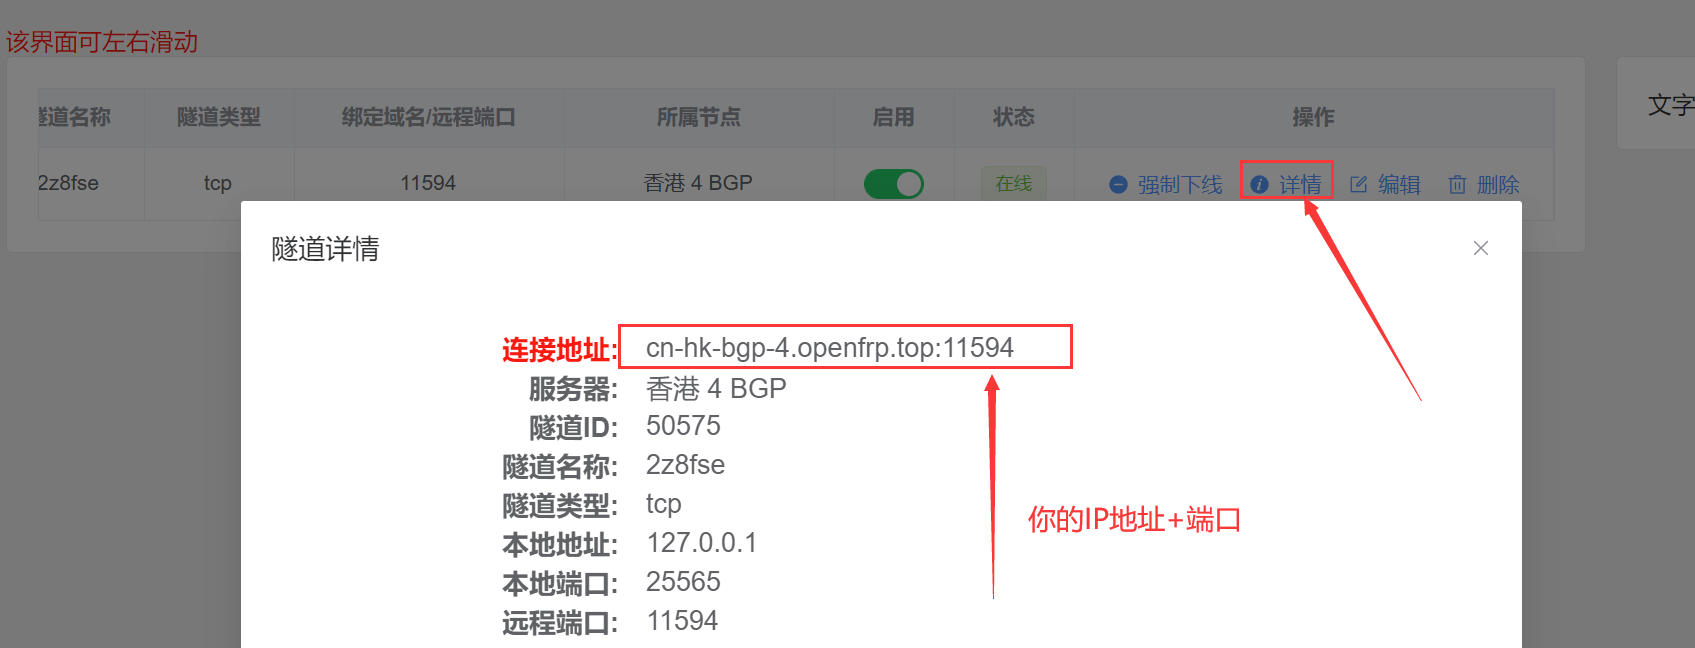 该界面可左右滑动
隧道名称 隧道类型 绑定域名/远程端口 所属节点 启用 状态 操作
文字
2z8fse tcp 11594 香港 4 BGP 在线 强制下线 详情 编辑 删除
隧道详情
连接地址: cn-hk-bgp-4.openfrp.top:11594
服务器: 香港 4 BGP
隧道ID: 50575
隧道名称: 2z8fse
隧道类型: tcp
你的IP地址+端口
本地地址: 127.0.0.1
本地端口: 25565
远程端口: 11594